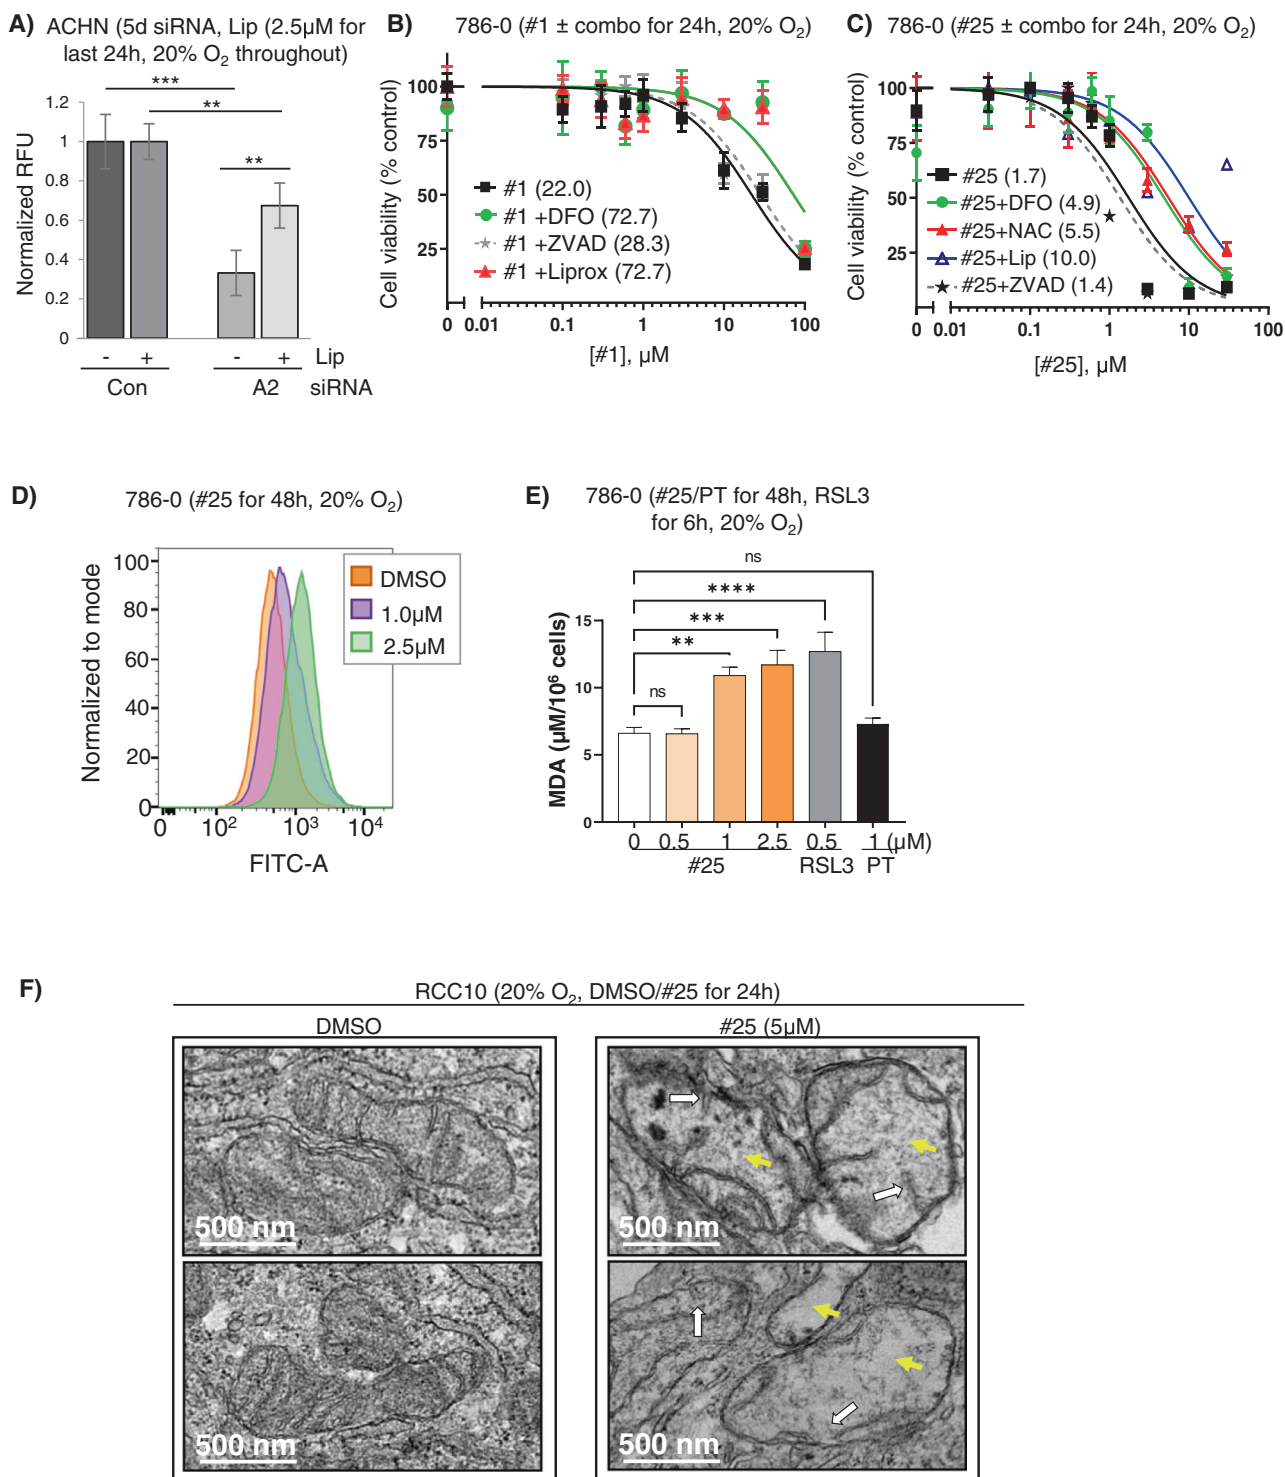 A) ACHN (5d siRNA, Lip (2.5µM for
last 24h, 20% O₂ throughout)
Normalized RFU
1.2
1
0.8
0.6
0.4
0.2
0
***
**
**
- + - + Lip
Con A2 siRNA
B) 786-0 (#1 ± combo for 24h, 20% O₂)
Cell viability (% control)
100
75
50
25
#1 (22.0)
#1 +DFO (72.7)
#1 +ZVAD (28.3)
#1 +Liprox (72.7)
0 0.01 0.1 1 10 100
[#1], µM
C) 786-0 (#25 ± combo for 24h, 20% O₂)
Cell viability (% control)
100
75
50
25
#25 (1.7)
#25+DFO (4.9)
#25+NAC (5.5)
#25+Lip (10.0)
#25+ZVAD (1.4)
0 0.01 0.1 1 10 100
[#25], µM
D) 786-0 (#25 for 48h, 20% O₂)
Normalized to mode
100
80
60
40
20
0
DMSO
1.0µM
2.5µM
0 10² 10³ 10⁴
FITC-A
E) 786-0 (#25/PT for 48h, RSL3
for 6h, 20% O₂)
ns
****
***
**
ns
MDA (µM/10⁶ cells)
15
10
5
0
0 0.5 1 2.5 0.5 1 (µM)
#25 RSL3 PT
F)
RCC10 (20% O₂, DMSO/#25 for 24h)
DMSO #25 (5µM)
500 nm 500 nm
500 nm 500 nm